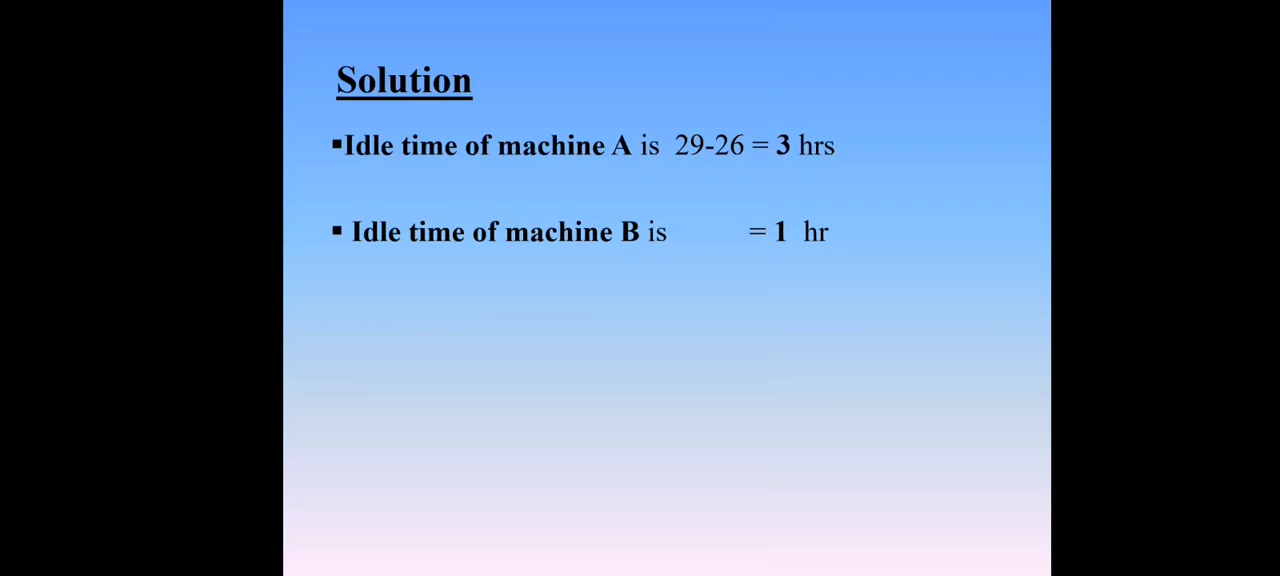 Solution
▪Idle time of machine A is 29-26 = 3 hrs
▪ Idle time of machine B is = 1 hr